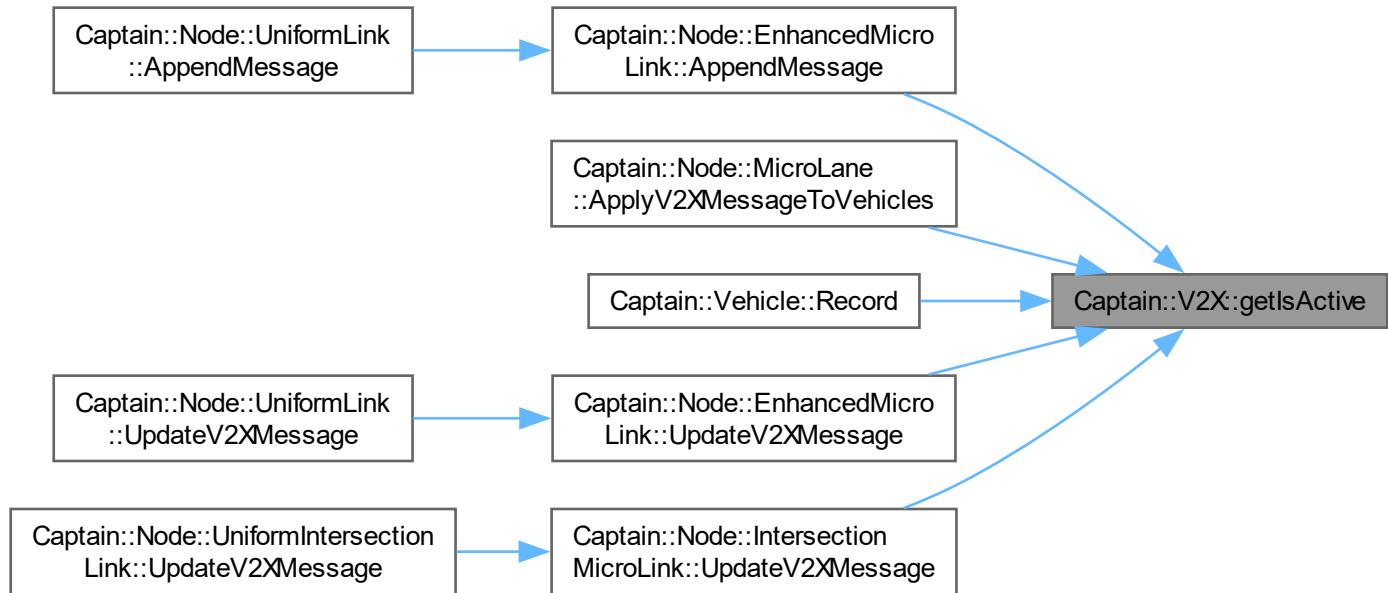 Captain::Node::UniformLink
::AppendMessage
Captain::Node::EnhancedMicro
Link::AppendMessage
Captain::Node::MicroLane
::ApplyV2XMessageToVehicles
Captain::Vehicle::Record
Captain::V2X::getIsActive
Captain::Node::UniformLink
::UpdateV2XMessage
Captain::Node::EnhancedMicro
Link::UpdateV2XMessage
Captain::Node::UniformIntersection
Link::UpdateV2XMessage
Captain::Node::Intersection
MicroLink::UpdateV2XMessage